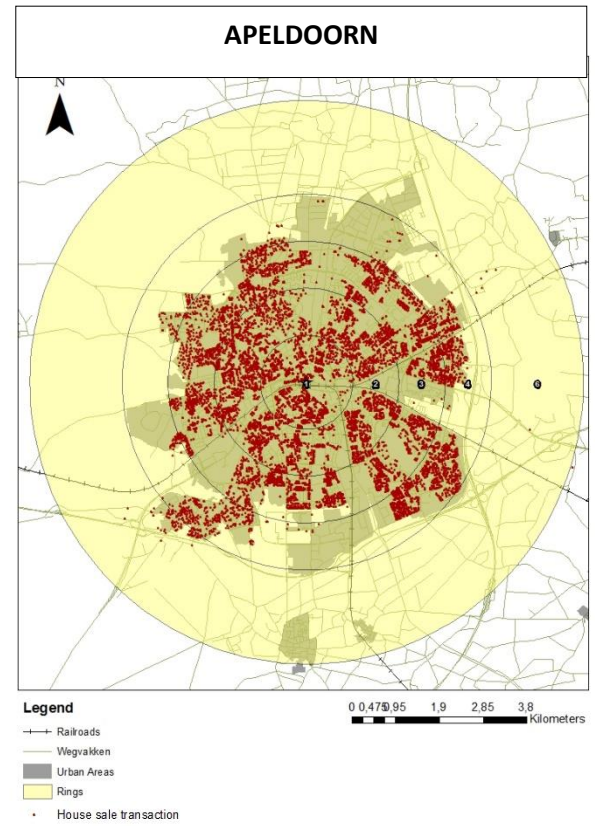 APELDOORN
N
1 2 3 4 6
Legend
Railroads
Wegvakken
Urban Areas
Rings
House sale transaction
0 0,475 0,95 1,9 2,85 3,8
Kilometers